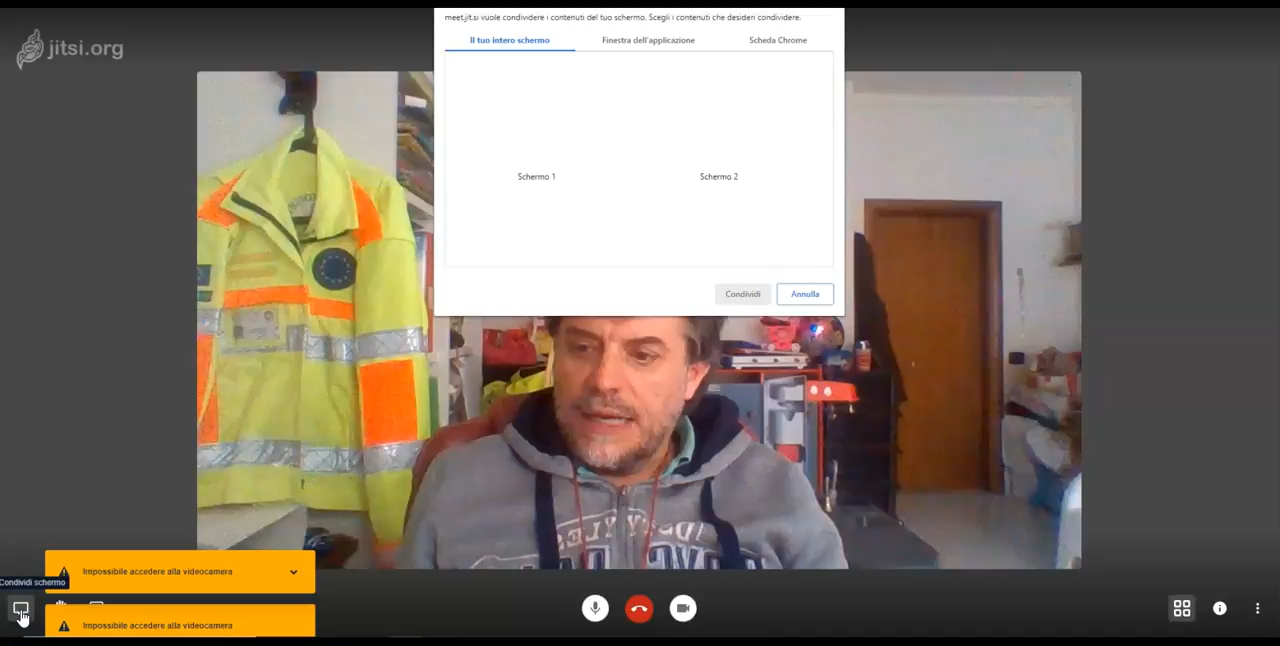 meet.jit.si vuole condividere i contenuti del tuo schermo. Scegli i contenuti che desideri condividere.
jitsi.org
Il tuo intero schermo
Finestra dell'applicazione
Scheda Chrome
Schermo 1
Schermo 2
Condividi
Annulla
Impossibile accedere alla videocamera
Condividi schermo
Impossibile accedere alla videocamera